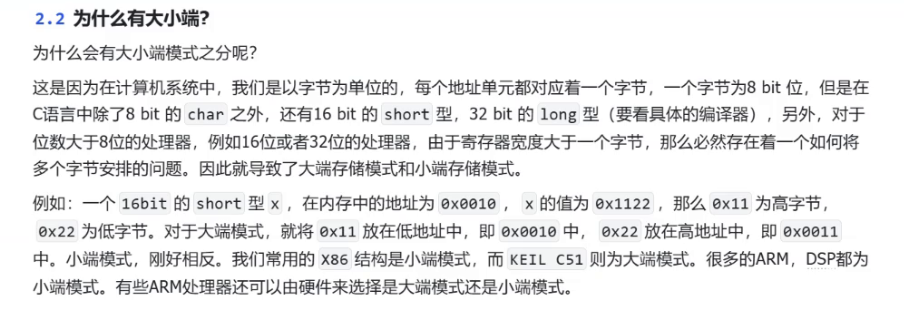 2.2 为什么有大小端?
为什么会有大小端模式之分呢?
这是因为在计算机系统中，我们是以字节为单位的，每个地址单元都对应着一个字节，一个字节为8 bit 位，但是在
C语言中除了8 bit 的 char 之外，还有16 bit 的 short 型，32 bit 的 long 型（要看具体的编译器），另外，对于
位数大于8位的处理器，例如16位或者32位的处理器，由于寄存器宽度大于一个字节，那么必然存在着一个如何将
多个字节安排的问题。因此就导致了大端存储模式和小端存储模式。
例如：一个 16bit 的 short 型 x ，在内存中的地址为 0x0010 ， x 的值为 0x1122 ，那么 0x11 为高字节，
0x22 为低字节。对于大端模式，就将 0x11 放在低地址中，即 0x0010 中， 0x22 放在高地址中，即 0x0011
中。小端模式，刚好相反。我们常用的 X86 结构是小端模式，而 KEIL C51 则为大端模式。很多的ARM，DSP都为
小端模式。有些ARM处理器还可以由硬件来选择是大端模式还是小端模式。